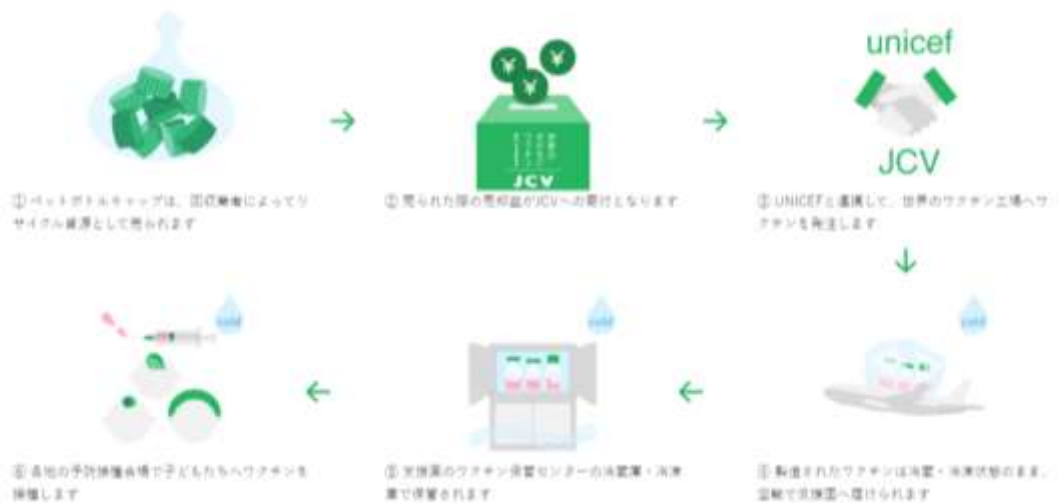 unicef
JCV
JCV
① ペットボトルキャップは、回収業者によってリ
サイクル資源として売られます
② 売られた際の売却益がJCVへの寄付となります
③ UNICEFと連携して、世界のワクチン工場へワ
クチンを発注します
cold
cold
cold
⑥ 各地の予防接種会場で子どもたちへワクチンを
接種します
⑤ 支援国のワクチン保管センターの冷蔵庫・冷凍
庫で保管されます
④ 製造されたワクチンは冷蔵・冷凍状態のまま、
空輸で支援国へ届けられます